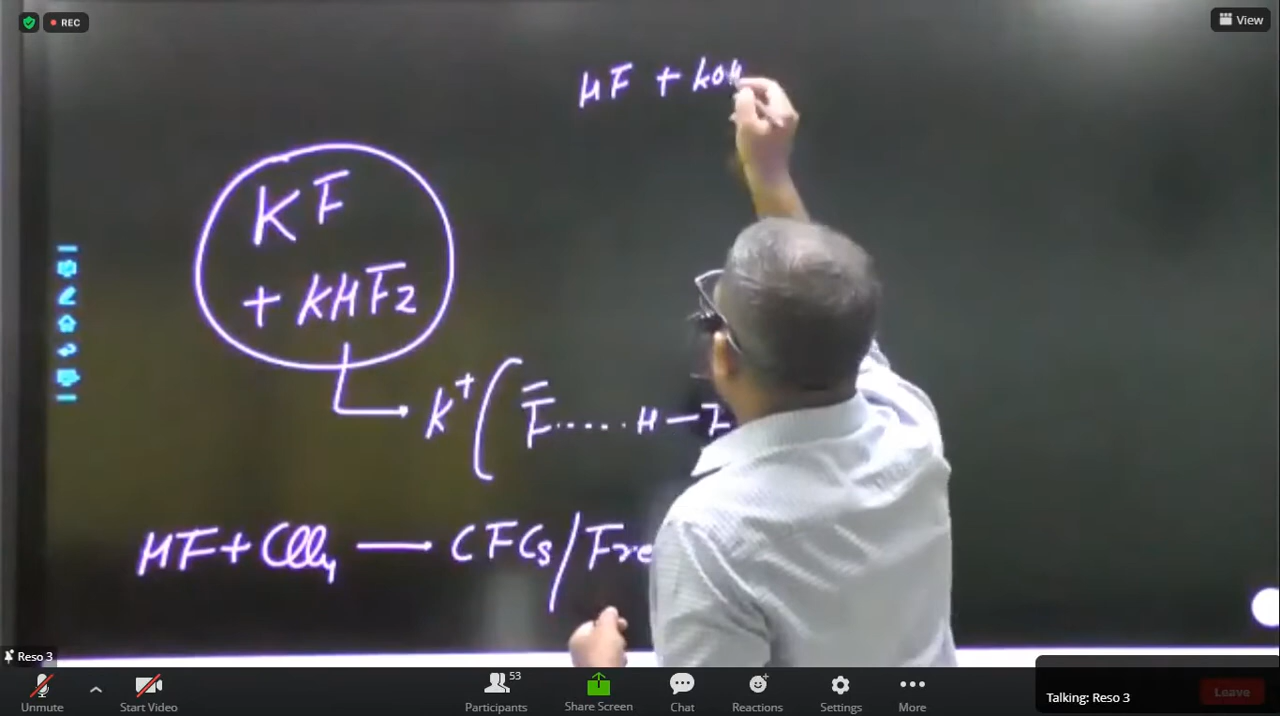 REC
View
HF + KOH
KF
+ KHF2
K+ ( F̄ ..... H – F
HF + CCl4 —— CFCs / Fre
Reso 3
53
Unmute
Start Video
Participants
Share Screen
Chat
Reactions
Settings
More
Talking: Reso 3
Leave